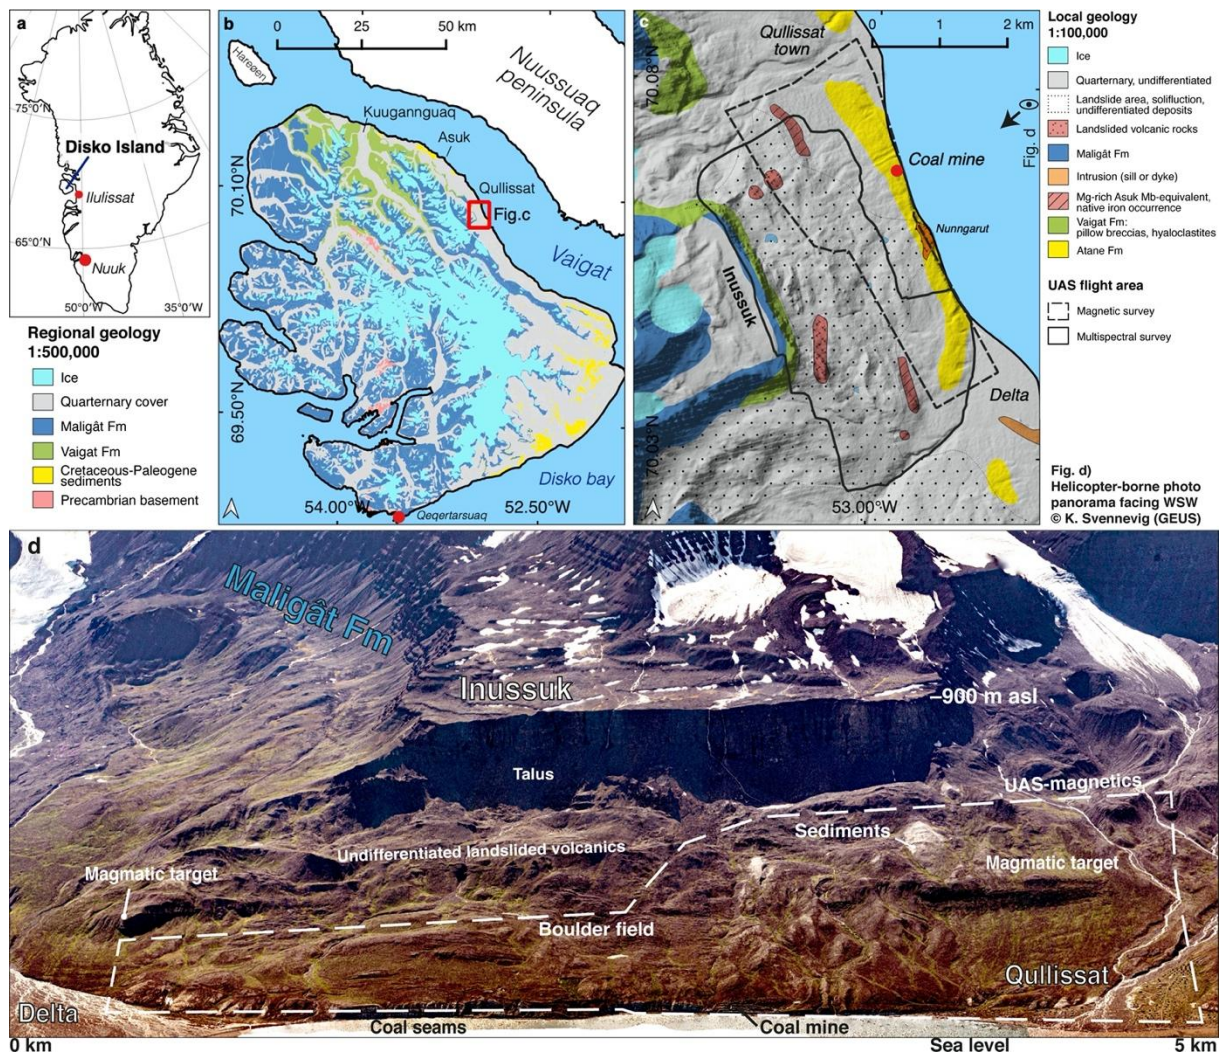 a
75°0'N
Disko Island
Ilulissat
65°0'N
Nuuk
50°0'W
35°0'W
Regional geology
1:500,000
Ice
Quarternary cover
Maligât Fm
Vaigat Fm
Cretaceous-Paleogene
sediments
Precambrian basement
b
0 25 50 km
Hareøen
Nuussuaq
peninsula
Kuugannguaq
Asuk
70.10°N
Qullissat
Fig.c
Vaigat
69.50°N
Disko bay
54.00°W
52.50°W
Qeqertarsuaq
c
0 1 2 km
Qullissat
town
70.08°N
Fig. d
Coal mine
Nunngarut
Inussuk
Delta
70.03°N
53.00°W
Local geology
1:100,000
Ice
Quarternary, undifferentiated
Landslide area, solifluction,
undifferentiated deposits
Landslided volcanic rocks
Maligât Fm
Intrusion (sill or dyke)
Mg-rich Asuk Mb-equivalent,
native iron occurrence
Vaigat Fm:
pillow breccias, hyaloclastites
Atane Fm
UAS flight area
Magnetic survey
Multispectral survey
Fig. d)
Helicopter-borne photo
panorama facing WSW
© K. Svennevig (GEUS)
d
Maligât Fm
Inussuk
~900 m asl
Talus
UAS-magnetics
Sediments
Undifferentiated landslided volcanics
Magmatic target
Magmatic target
Boulder field
Qullissat
Delta
Coal seams
Coal mine
0 km
Sea level
5 km